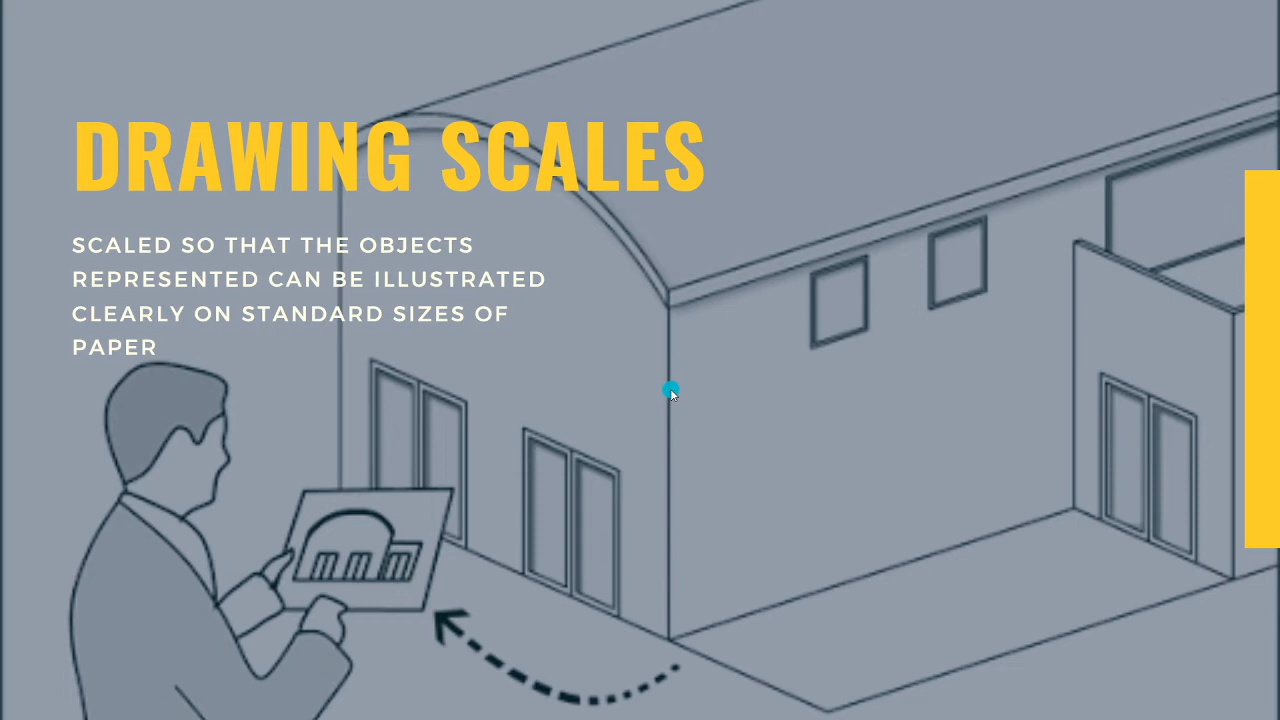 DRAWING SCALES
SCALED SO THAT THE OBJECTS
REPRESENTED CAN BE ILLUSTRATED
CLEARLY ON STANDARD SIZES OF
PAPER